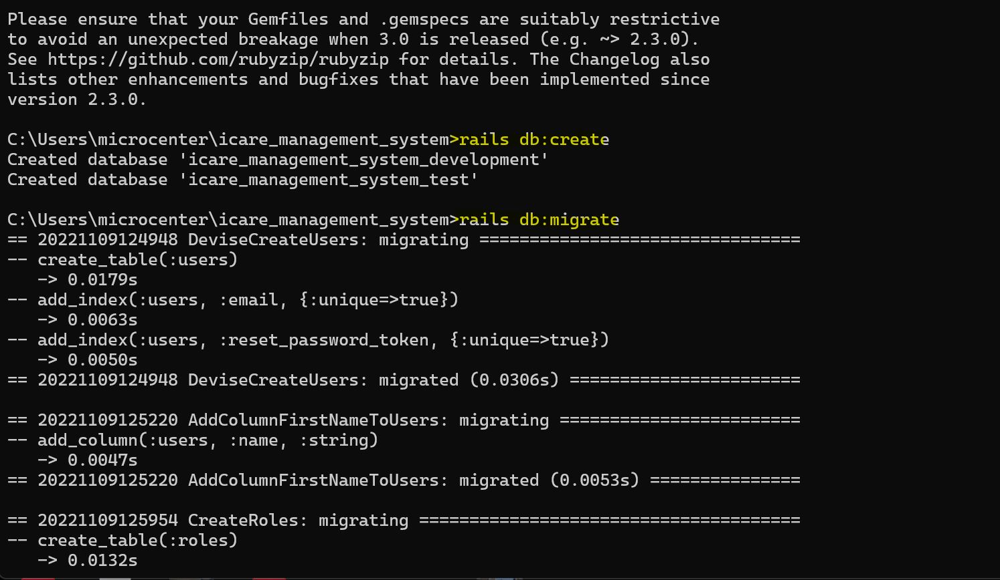 Please ensure that your Gemfiles and .gemspecs are suitably restrictive
to avoid an unexpected breakage when 3.0 is released (e.g. ~> 2.3.0).
See https://github.com/rubyzip/rubyzip for details. The Changelog also
lists other enhancements and bugfixes that have been implemented since
version 2.3.0.
C:\Users\microcenter\icare_management_system>rails db:create
Created database 'icare_management_system_development'
Created database 'icare_management_system_test'
C:\Users\microcenter\icare_management_system>rails db:migrate
== 20221109124948 DeviseCreateUsers: migrating ================================
-- create_table(:users)
   -> 0.0179s
-- add_index(:users, :email, {:unique=>true})
   -> 0.0063s
-- add_index(:users, :reset_password_token, {:unique=>true})
   -> 0.0050s
== 20221109124948 DeviseCreateUsers: migrated (0.0306s) =======================
== 20221109125220 AddColumnFirstNameToUsers: migrating ========================
-- add_column(:users, :name, :string)
   -> 0.0047s
== 20221109125220 AddColumnFirstNameToUsers: migrated (0.0053s) ===============
== 20221109125954 CreateRoles: migrating ======================================
-- create_table(:roles)
   -> 0.0132s